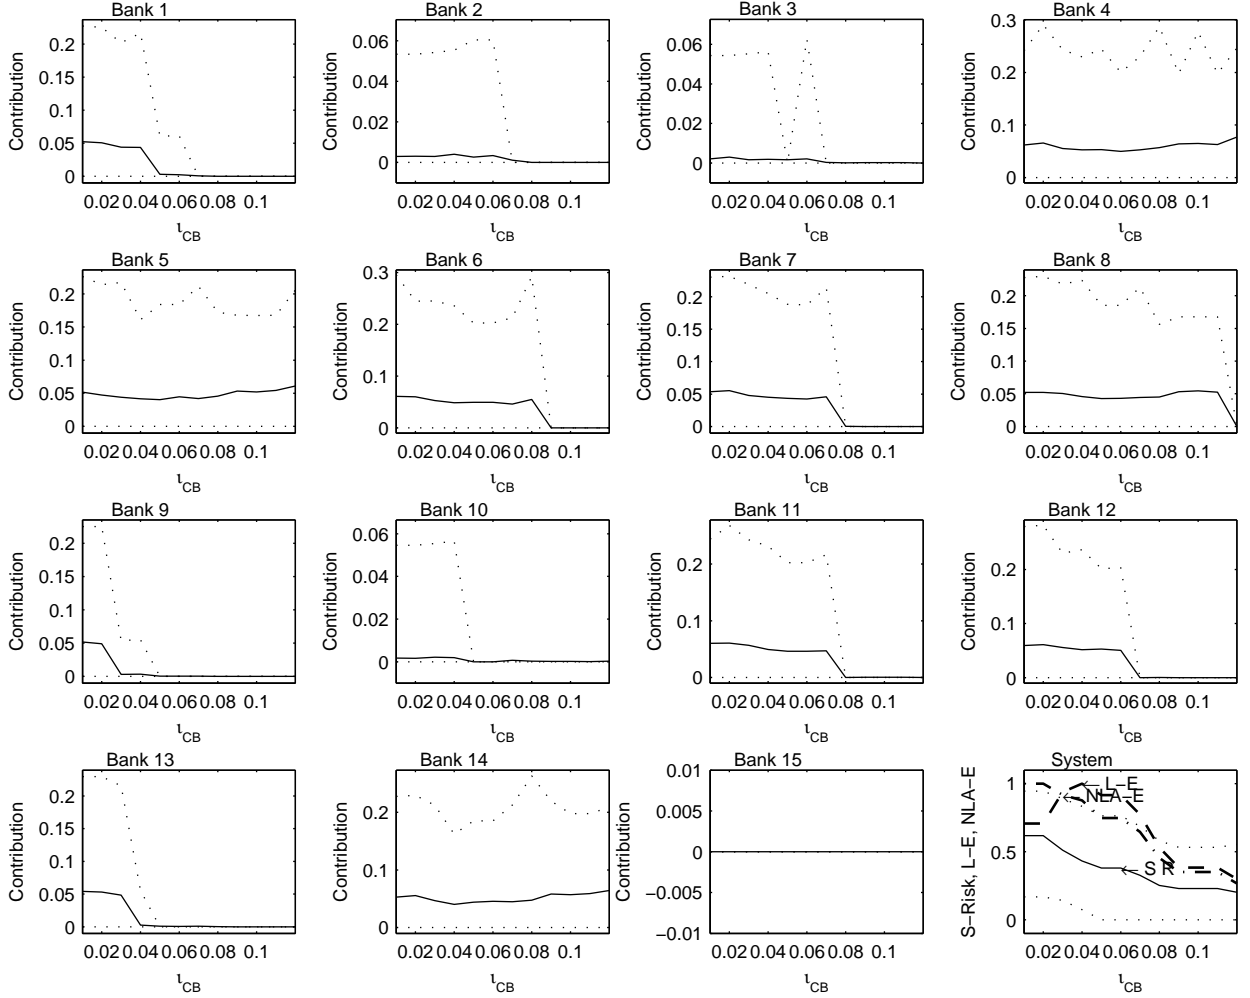 Bank 1
Contribution
0.2
0.15
0.1
0.05
0
0.02 0.04 0.06 0.08 0.1
ιCB
Bank 2
Contribution
0.06
0.04
0.02
0
0.02 0.04 0.06 0.08 0.1
ιCB
Bank 3
Contribution
0.06
0.04
0.02
0
0.02 0.04 0.06 0.08 0.1
ιCB
Bank 4
Contribution
0.3
0.2
0.1
0
0.02 0.04 0.06 0.08 0.1
ιCB
Bank 5
Contribution
0.2
0.15
0.1
0.05
0
0.02 0.04 0.06 0.08 0.1
ιCB
Bank 6
Contribution
0.3
0.2
0.1
0
0.02 0.04 0.06 0.08 0.1
ιCB
Bank 7
Contribution
0.2
0.15
0.1
0.05
0
0.02 0.04 0.06 0.08 0.1
ιCB
Bank 8
Contribution
0.2
0.15
0.1
0.05
0
0.02 0.04 0.06 0.08 0.1
ιCB
Bank 9
Contribution
0.2
0.15
0.1
0.05
0
0.02 0.04 0.06 0.08 0.1
ιCB
Bank 10
Contribution
0.06
0.04
0.02
0
0.02 0.04 0.06 0.08 0.1
ιCB
Bank 11
Contribution
0.2
0.1
0
0.02 0.04 0.06 0.08 0.1
ιCB
Bank 12
Contribution
0.2
0.1
0
0.02 0.04 0.06 0.08 0.1
ιCB
Bank 13
Contribution
0.2
0.15
0.1
0.05
0
0.02 0.04 0.06 0.08 0.1
ιCB
Bank 14
Contribution
0.2
0.1
0
0.02 0.04 0.06 0.08 0.1
ιCB
Bank 15
Contribution
0.01
0.005
0
−0.005
−0.01
0.02 0.04 0.06 0.08 0.1
ιCB
System
S−Risk, L−E, NLA−E
1
0.5
0
← L−E
← NLA−E
← S R
0.02 0.04 0.06 0.08 0.1
ιCB